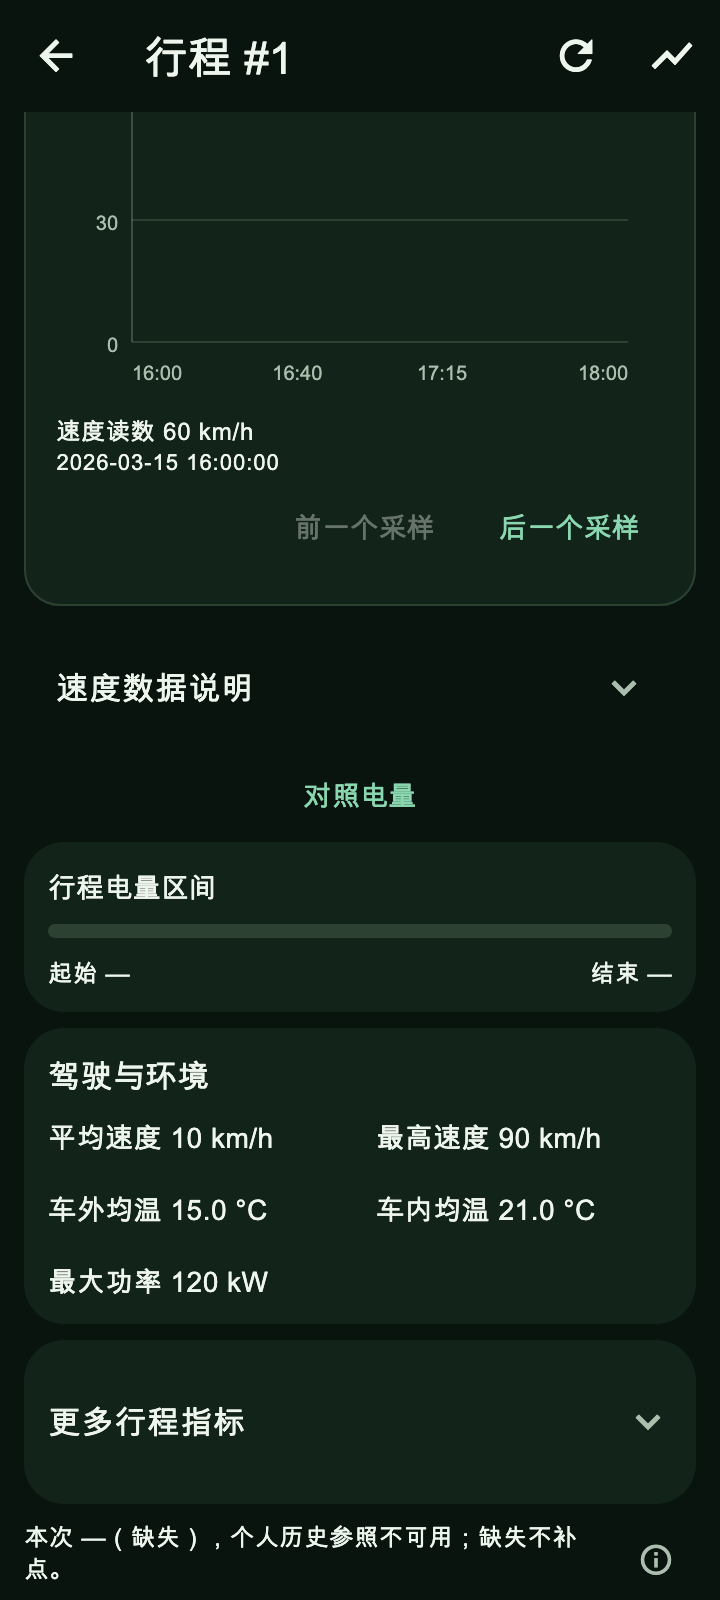 行程 #1
30
0
16:00 16:40 17:15 18:00
速度读数 60 km/h
2026-03-15 16:00:00
前一个采样 后一个采样
速度数据说明
对照电量
行程电量区间
起始 — 结束 —
驾驶与环境
平均速度 10 km/h 最高速度 90 km/h
车外均温 15.0 °C 车内均温 21.0 °C
最大功率 120 kW
更多行程指标
本次 —（缺失），个人历史参照不可用；缺失不补
点。